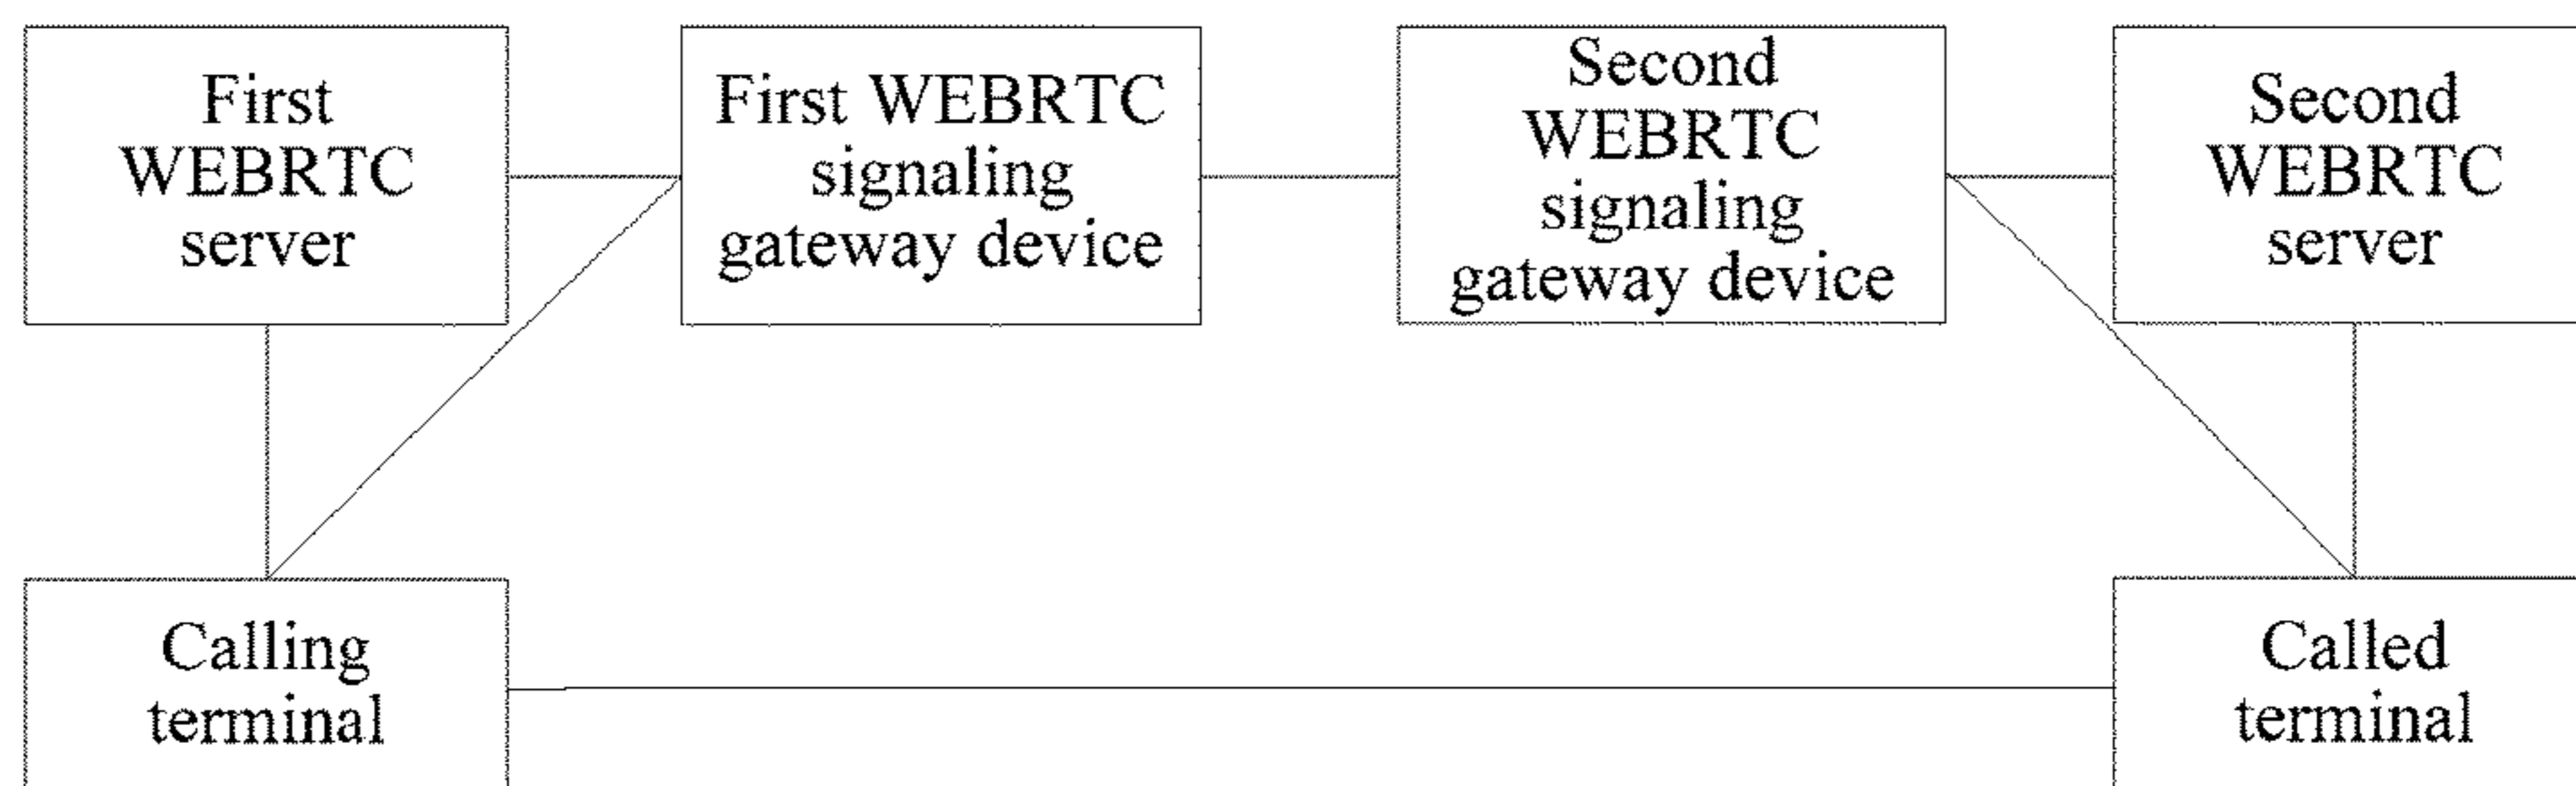 First
WEBRTC
server
First WEBRTC
signaling
gateway device
Second
WEBRTC
signaling
gateway device
Second
WEBRTC
server
Calling
terminal
Called
terminal